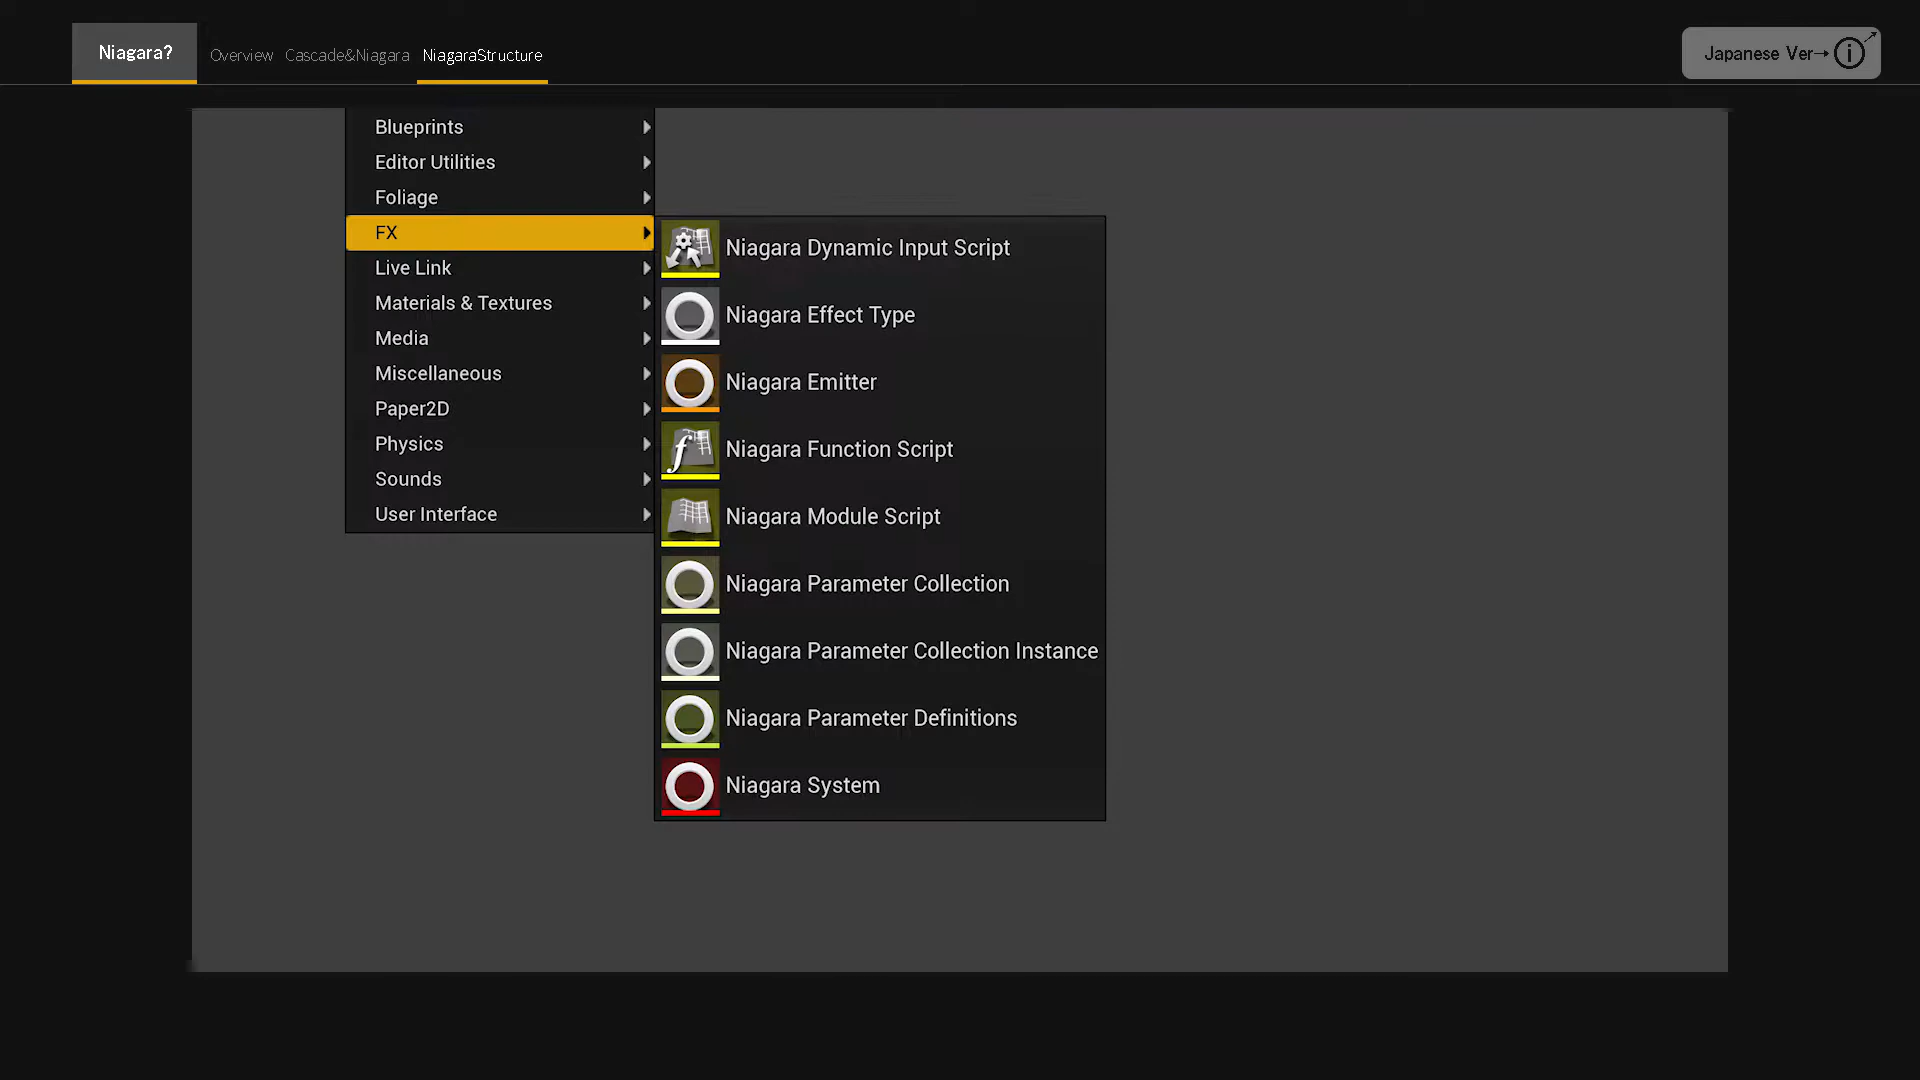 Niagara?
Overview
Cascade&Niagara
NiagaraStructure
Japanese Ver→
Blueprints
Editor Utilities
Foliage
FX
Live Link
Materials & Textures
Media
Miscellaneous
Paper2D
Physics
Sounds
User Interface
Niagara Dynamic Input Script
Niagara Effect Type
Niagara Emitter
Niagara Function Script
Niagara Module Script
Niagara Parameter Collection
Niagara Parameter Collection Instance
Niagara Parameter Definitions
Niagara System